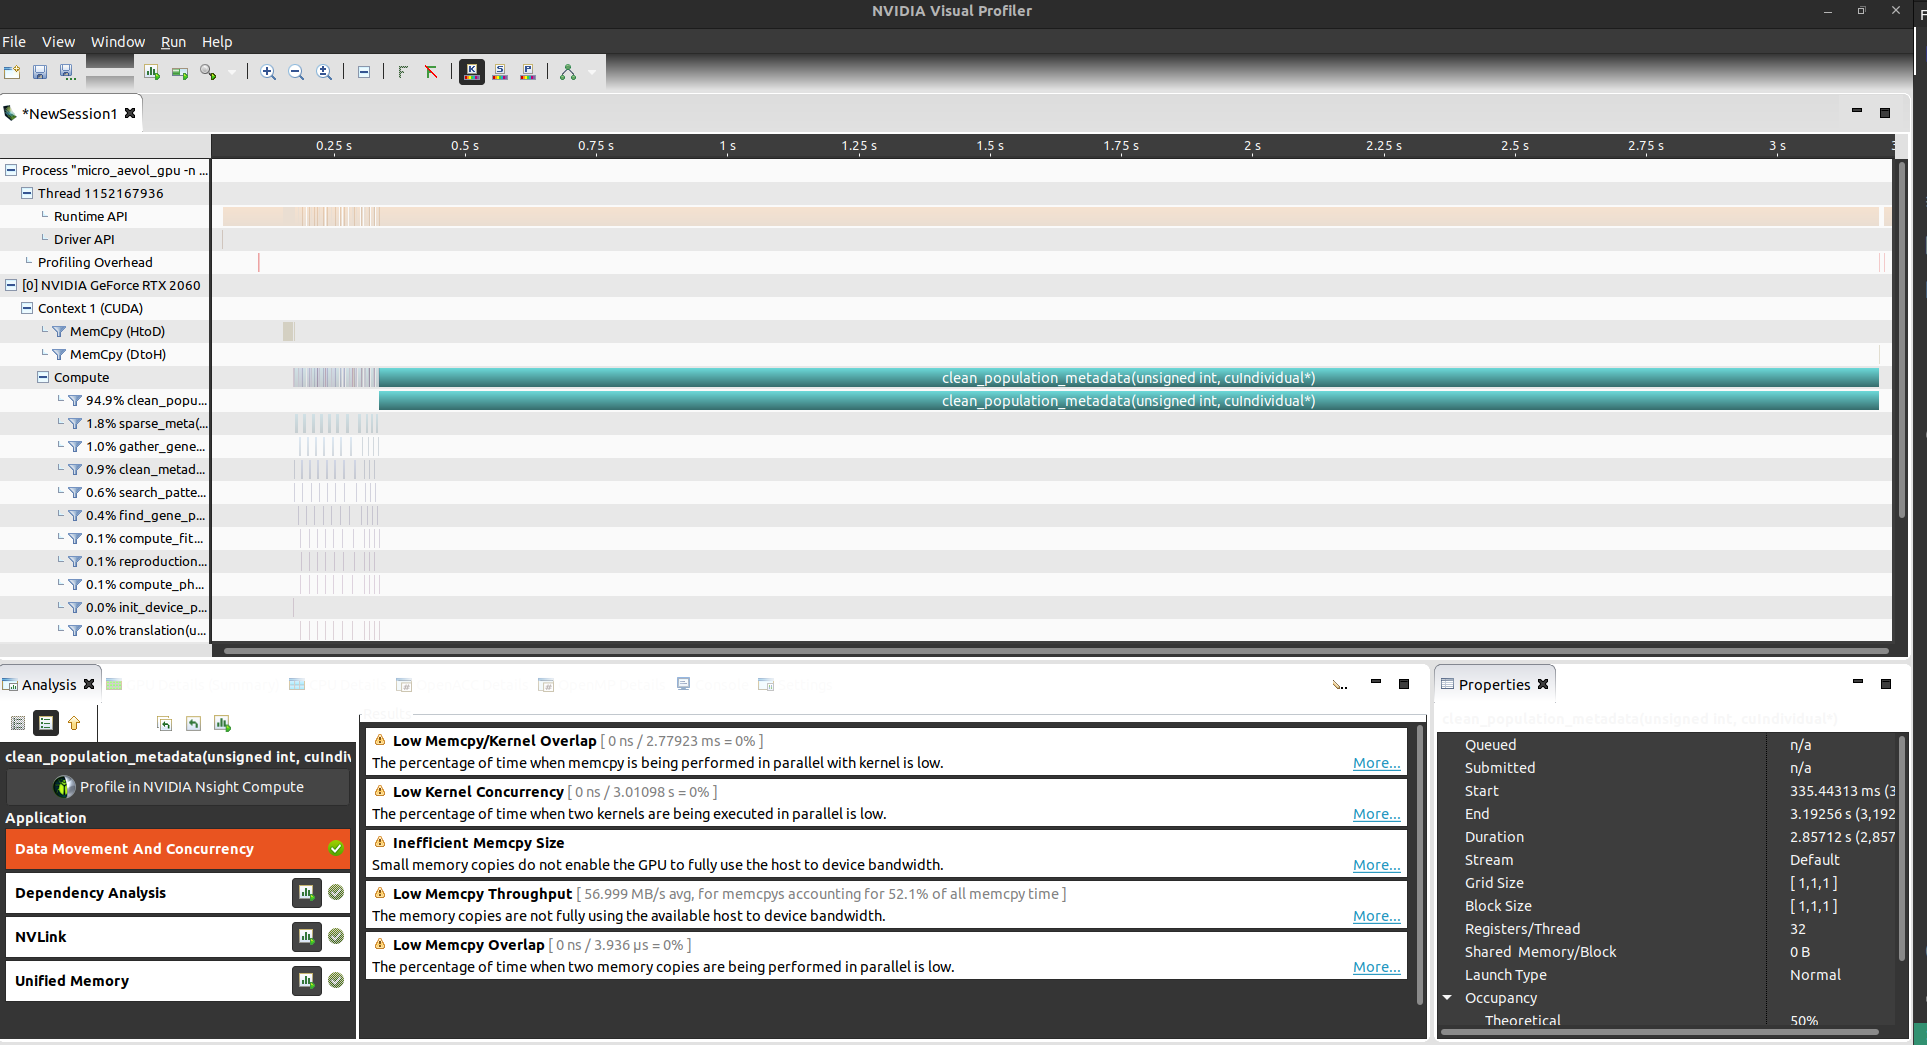 NVIDIA Visual Profiler
File View Window Run Help
*NewSession1
0.25 s 0.5 s 0.75 s 1 s 1.25 s 1.5 s 1.75 s 2 s 2.25 s 2.5 s 2.75 s 3 s
Process "micro_aevol_gpu -n ...
Thread 1152167936
Runtime API
Driver API
Profiling Overhead
[0] NVIDIA GeForce RTX 2060
Context 1 (CUDA)
MemCpy (HtoD)
MemCpy (DtoH)
Compute
clean_population_metadata(unsigned int, cuIndividual*)
94.9% clean_popu...
clean_population_metadata(unsigned int, cuIndividual*)
1.8% sparse_meta(...
1.0% gather_gene...
0.9% clean_metad...
0.6% search_patte...
0.4% find_gene_p...
0.1% compute_fit...
0.1% reproduction...
0.1% compute_ph...
0.0% init_device_p...
0.0% translation(u...
Analysis
Results
clean_population_metadata(unsigned int, cuIndivi
Profile in NVIDIA Nsight Compute
Application
Data Movement And Concurrency
Dependency Analysis
NVLink
Unified Memory
Low Memcpy/Kernel Overlap [ 0 ns / 2.77923 ms = 0% ]
The percentage of time when memcpy is being performed in parallel with kernel is low. More...
Low Kernel Concurrency [ 0 ns / 3.01098 s = 0% ]
The percentage of time when two kernels are being executed in parallel is low. More...
Inefficient Memcpy Size
Small memory copies do not enable the GPU to fully use the host to device bandwidth. More...
Low Memcpy Throughput [ 56.999 MB/s avg, for memcpys accounting for 52.1% of all memcpy time ]
The memory copies are not fully using the available host to device bandwidth. More...
Low Memcpy Overlap [ 0 ns / 3.936 µs = 0% ]
The percentage of time when two memory copies are being performed in parallel is low. More...
Properties
clean_population_metadata(unsigned int, cuIndividual*)
Queued n/a
Submitted n/a
Start 335.44313 ms (3
End 3.19256 s (3,192
Duration 2.85712 s (2,857
Stream Default
Grid Size [ 1,1,1 ]
Block Size [ 1,1,1 ]
Registers/Thread 32
Shared Memory/Block 0 B
Launch Type Normal
Occupancy
Theoretical 50%